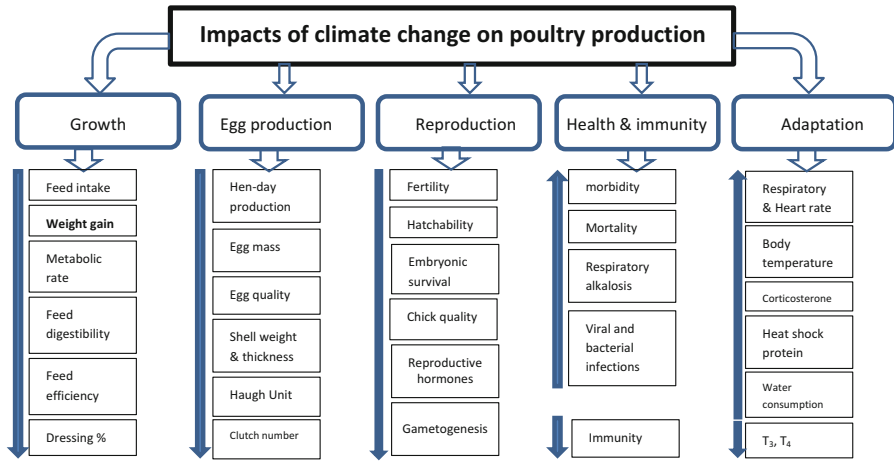 Impacts of climate change on poultry production
Growth
Egg production
Reproduction
Health & immunity
Adaptation
Feed intake
Weight gain
Metabolic
rate
Feed
digestibility
Feed
efficiency
Dressing %
Hen-day
production
Egg mass
Egg quality
Shell weight
& thickness
Haugh Unit
Clutch number
Fertility
Hatchability
Embryonic
survival
Chick quality
Reproductive
hormones
Gametogenesis
morbidity
Mortality
Respiratory
alkalosis
Viral and
bacterial
infections
Immunity
Respiratory
& Heart rate
Body
temperature
Corticosterone
Heat shock
protein
Water
consumption
T₃, T₄